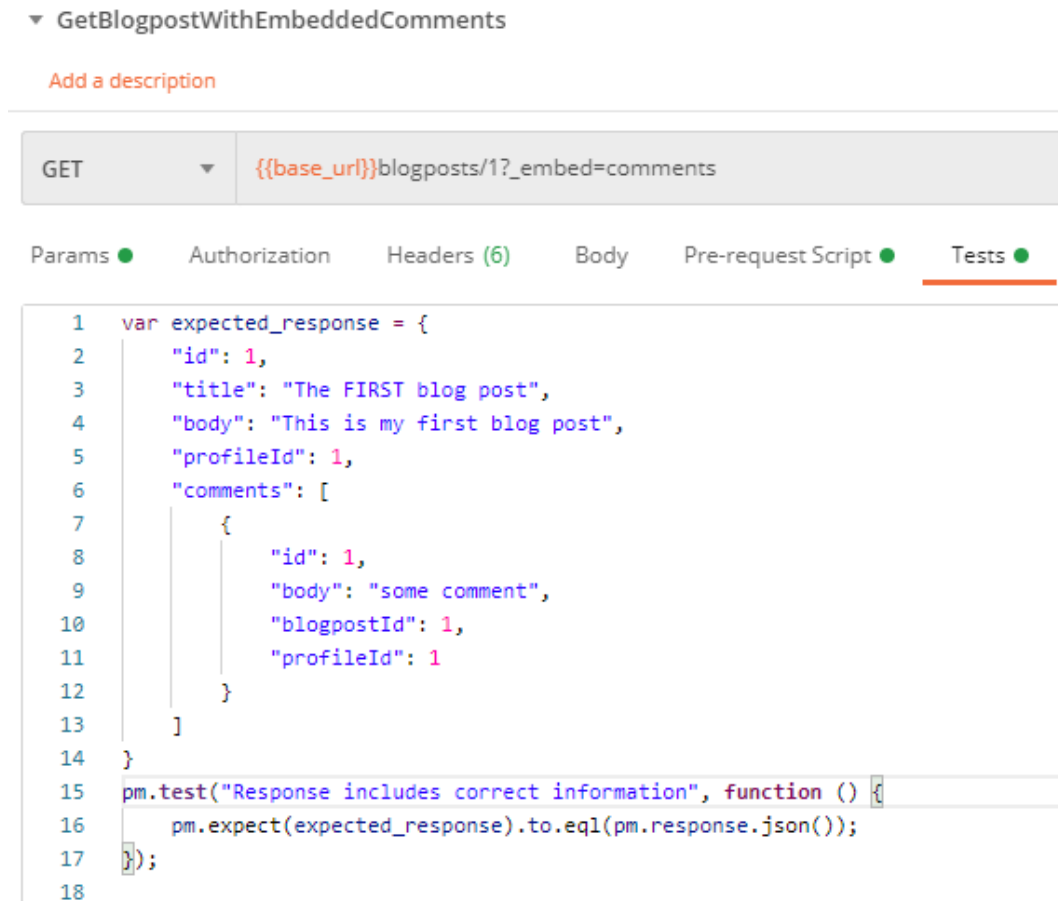 GetBlogpostWithEmbeddedComments
Add a description
GET {{base_url}}blogposts/1?_embed=comments
Params Authorization Headers (6) Body Pre-request Script Tests
1 var expected_response = {
2 "id": 1,
3 "title": "The FIRST blog post",
4 "body": "This is my first blog post",
5 "profileId": 1,
6 "comments": [
7 {
8 "id": 1,
9 "body": "some comment",
10 "blogpostId": 1,
11 "profileId": 1
12 }
13 ]
14 }
15 pm.test("Response includes correct information", function () {
16 pm.expect(expected_response).to.eql(pm.response.json());
17 });
18